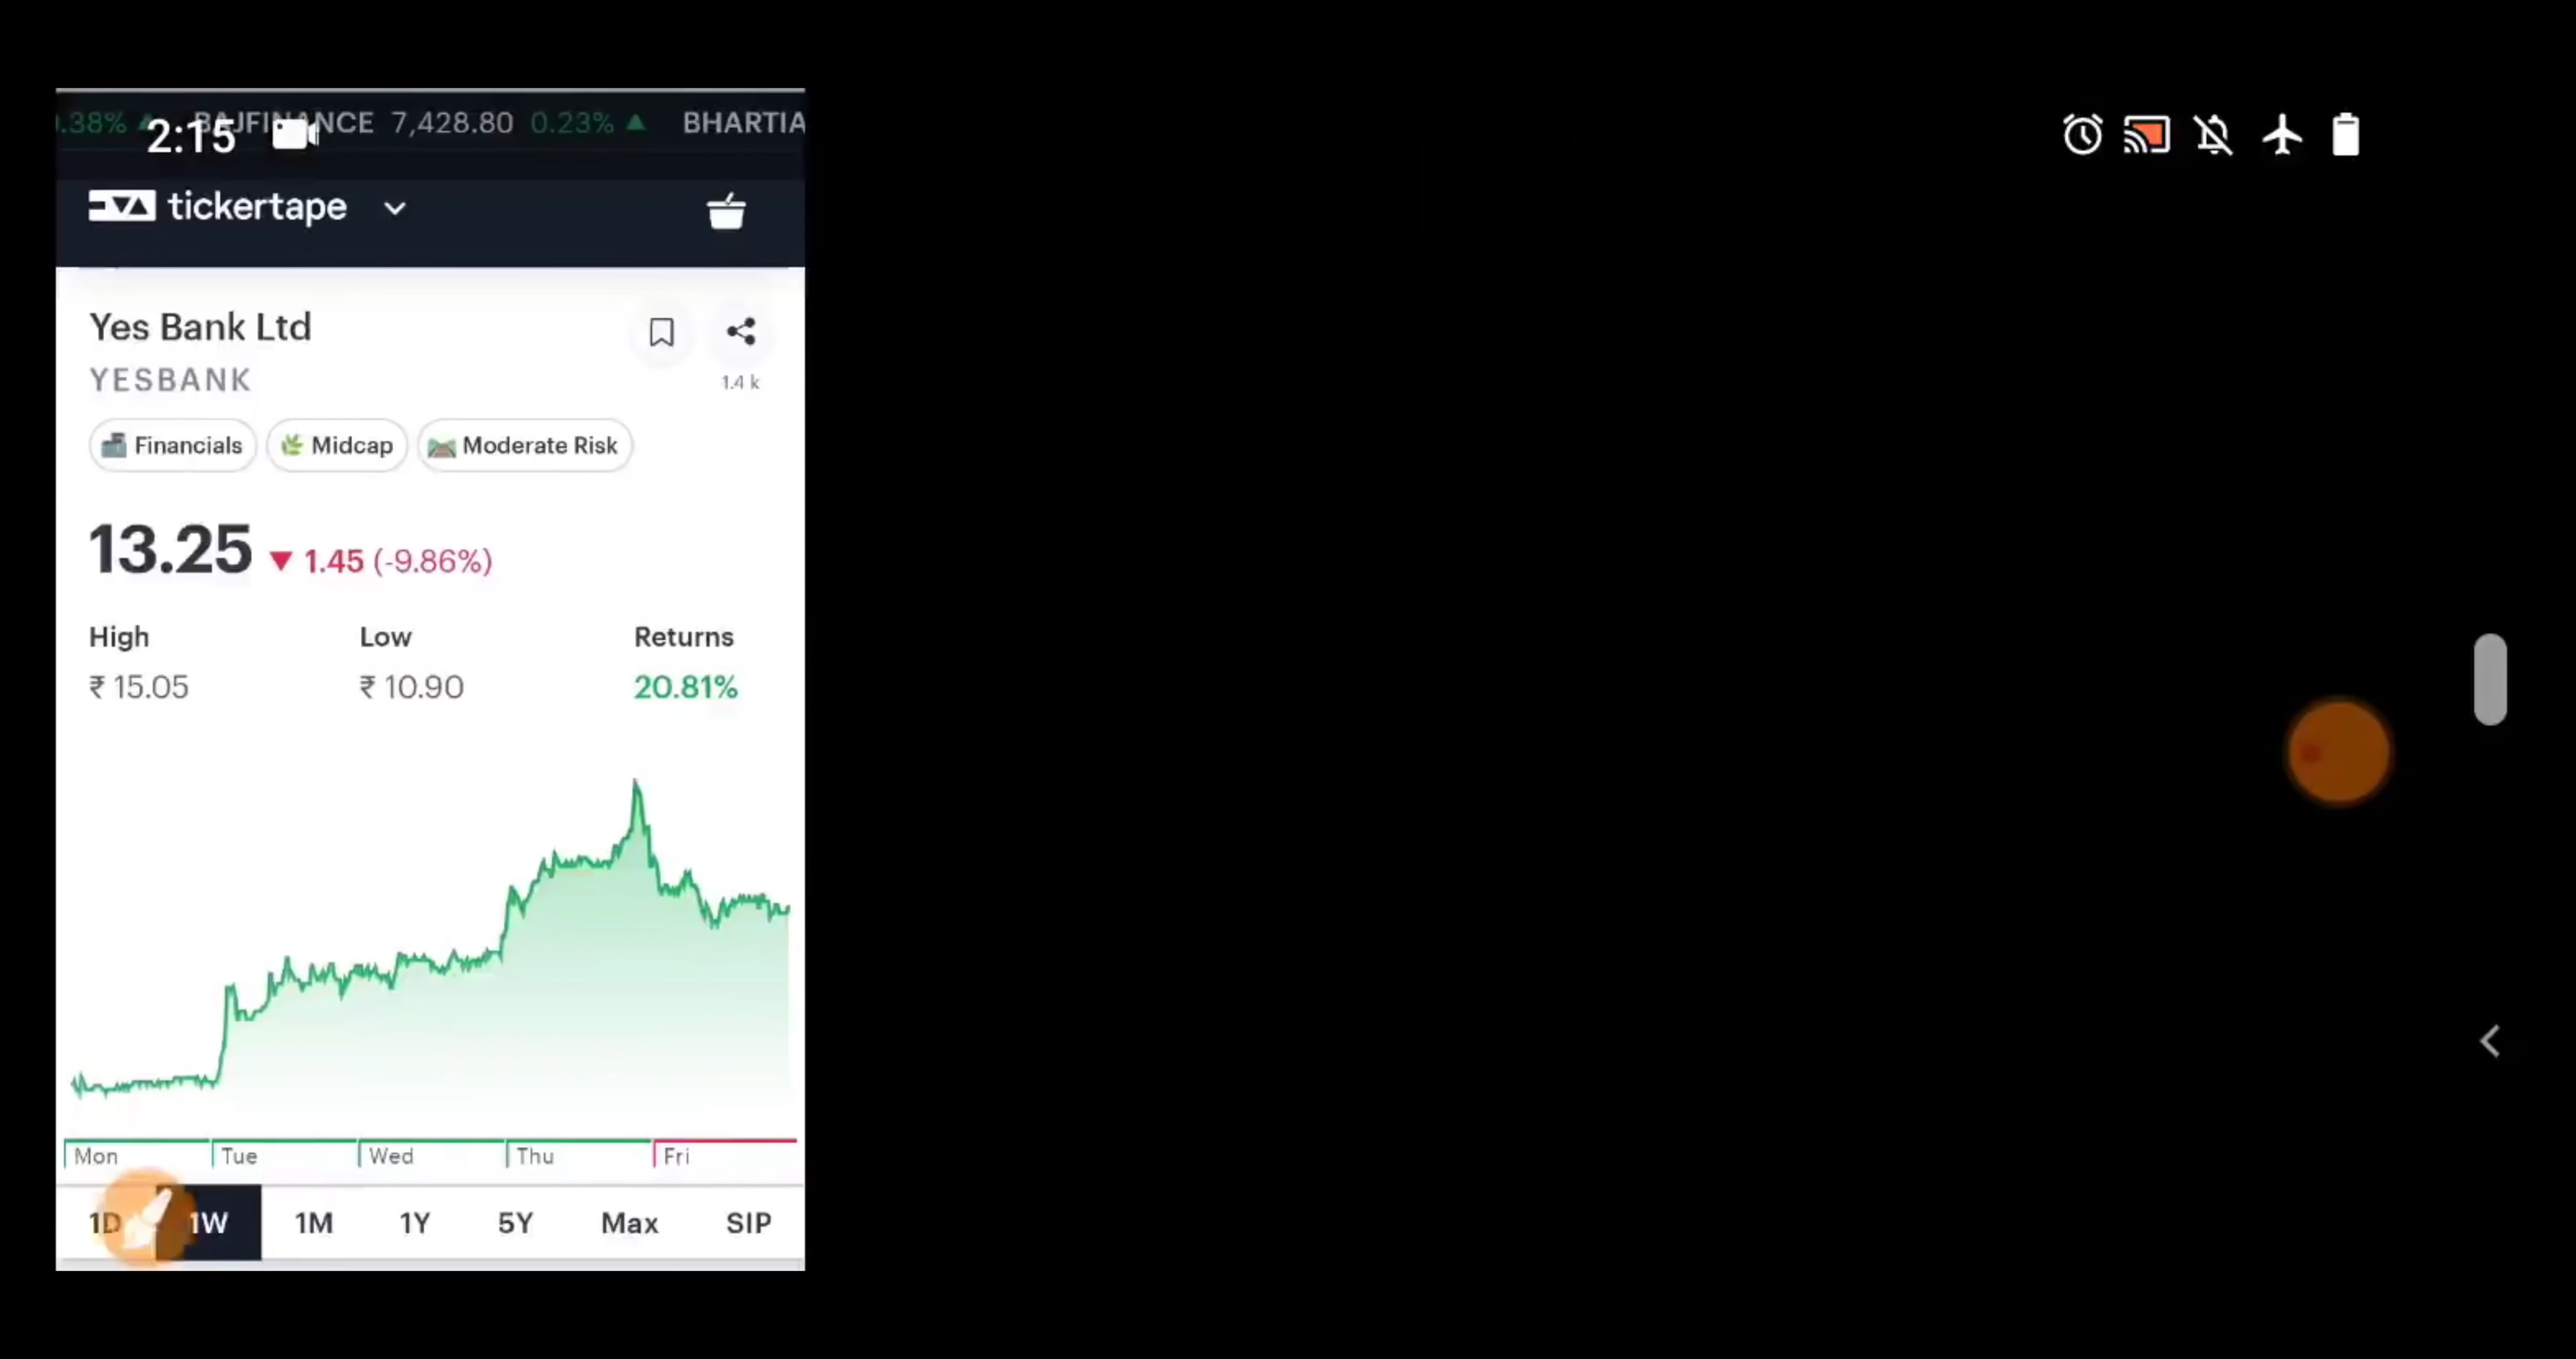 .38% ▲ BAJFINANCE 7,428.80 0.23% ▲ BHARTIA
2:15
tickertape
Yes Bank Ltd
YESBANK
1.4 k
Financials Midcap Moderate Risk
13.25 ▼ 1.45 (-9.86%)
High Low Returns
₹ 15.05 ₹ 10.90 20.81%
Mon Tue Wed Thu Fri
1D 1W 1M 1Y 5Y Max SIP